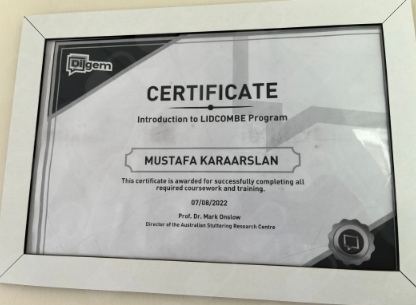 Dilgem
CERTIFICATE
Introduction to LIDCOMBE Program
MUSTAFA KARAARSLAN
This certificate is awarded for successfully completing all
required coursework and training.
07/08/2022
Prof. Dr. Mark Onslow
Director of the Australian Stuttering Research Centre